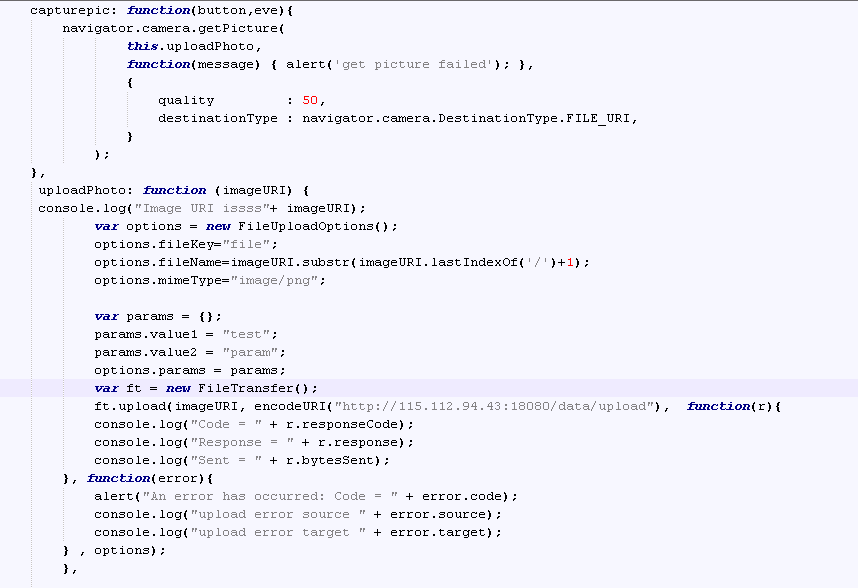 capturepic: function(button,eve){
navigator.camera.getPicture(
this.uploadPhoto,
function(message) { alert('get picture failed'); },
{
quality : 50,
destinationType : navigator.camera.DestinationType.FILE_URI,
}
);
},
uploadPhoto: function (imageURI) {
console.log("Image URI issss"+ imageURI);
var options = new FileUploadOptions();
options.fileKey="file";
options.fileName=imageURI.substr(imageURI.lastIndexOf('/')+1);
options.mimeType="image/png";
var params = {};
params.value1 = "test";
params.value2 = "param";
options.params = params;
var ft = new FileTransfer();
ft.upload(imageURI, encodeURI("http://115.112.94.43:18080/data/upload"), function(r){
console.log("Code = " + r.responseCode);
console.log("Response = " + r.response);
console.log("Sent = " + r.bytesSent);
}, function(error){
alert("An error has occurred: Code = " + error.code);
console.log("upload error source " + error.source);
console.log("upload error target " + error.target);
} , options);
},